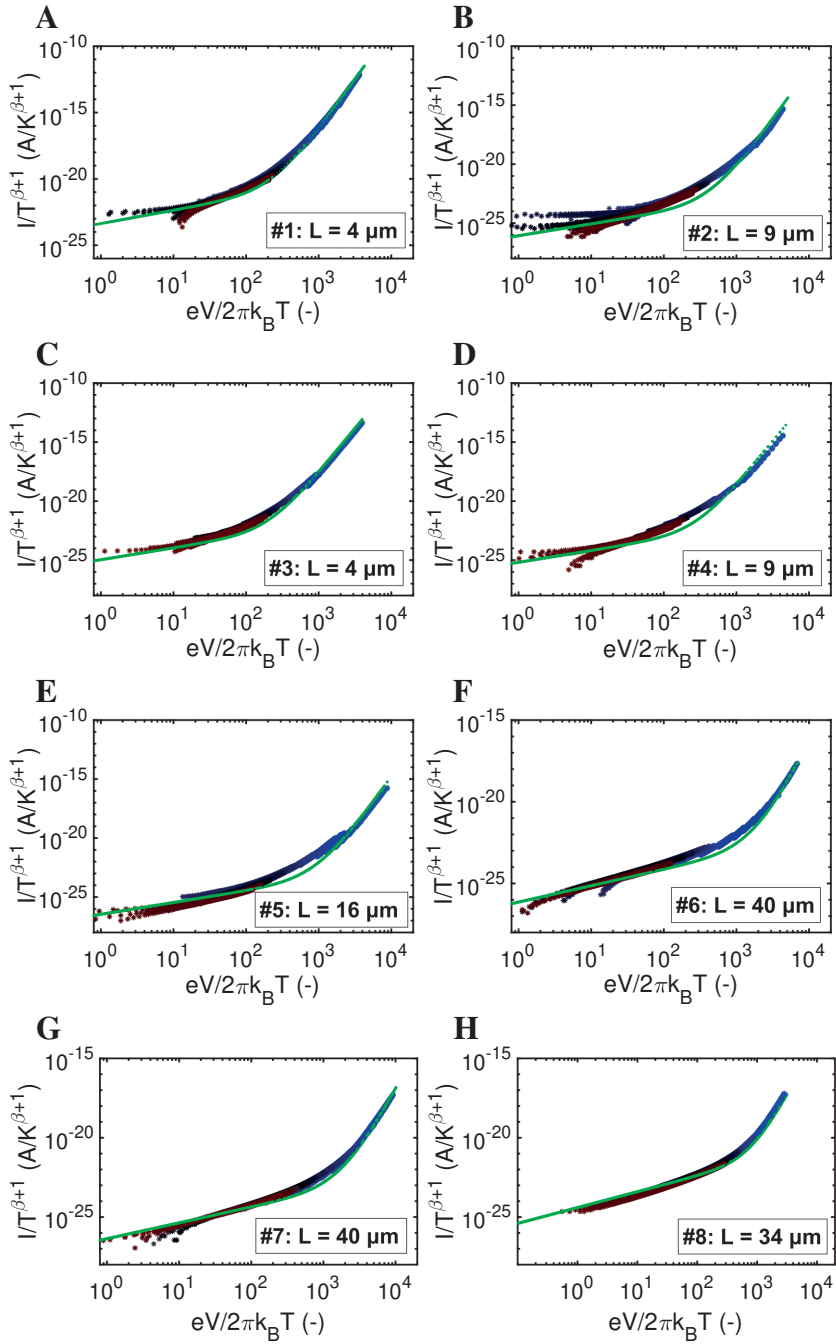 A
I/T^{β+1} (A/K^{β+1})
10^{-10}
10^{-15}
10^{-20}
10^{-25}
#1: L = 4 μm
10^0 10^1 10^2 10^3 10^4
eV/2πk_BT (-)
B
I/T^{β+1} (A/K^{β+1})
10^{-10}
10^{-15}
10^{-20}
10^{-25}
#2: L = 9 μm
10^0 10^1 10^2 10^3 10^4
eV/2πk_BT (-)
C
I/T^{β+1} (A/K^{β+1})
10^{-10}
10^{-15}
10^{-20}
10^{-25}
#3: L = 4 μm
10^0 10^1 10^2 10^3 10^4
eV/2πk_BT (-)
D
I/T^{β+1} (A/K^{β+1})
10^{-10}
10^{-15}
10^{-20}
10^{-25}
#4: L = 9 μm
10^0 10^1 10^2 10^3 10^4
eV/2πk_BT (-)
E
I/T^{β+1} (A/K^{β+1})
10^{-10}
10^{-15}
10^{-20}
10^{-25}
#5: L = 16 μm
10^0 10^1 10^2 10^3 10^4
eV/2πk_BT (-)
F
I/T^{β+1} (A/K^{β+1})
10^{-15}
10^{-20}
10^{-25}
#6: L = 40 μm
10^0 10^1 10^2 10^3 10^4
eV/2πk_BT (-)
G
I/T^{β+1} (A/K^{β+1})
10^{-15}
10^{-20}
10^{-25}
#7: L = 40 μm
10^0 10^1 10^2 10^3 10^4
eV/2πk_BT (-)
H
I/T^{β+1} (A/K^{β+1})
10^{-15}
10^{-20}
10^{-25}
#8: L = 34 μm
10^0 10^1 10^2 10^3 10^4
eV/2πk_BT (-)